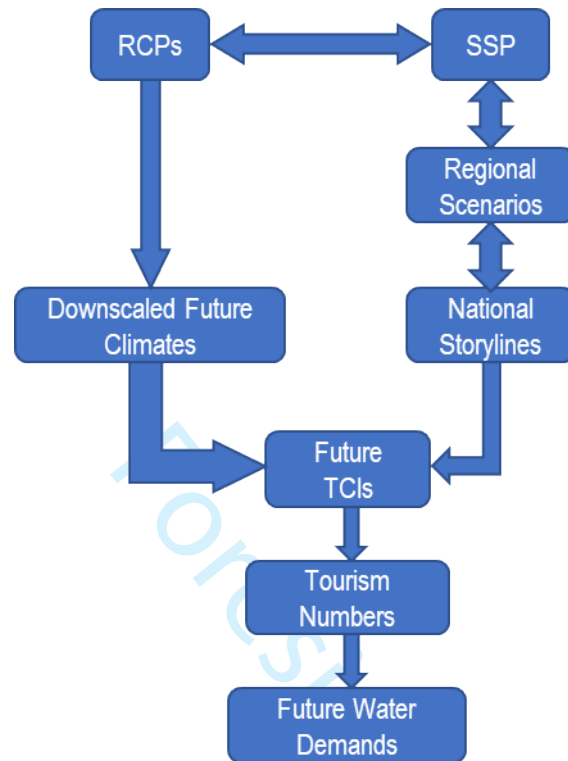 RCPs
SSP
Regional
Scenarios
Downscaled Future
Climates
National
Storylines
Future
TCIs
Tourism
Numbers
Future Water
Demands